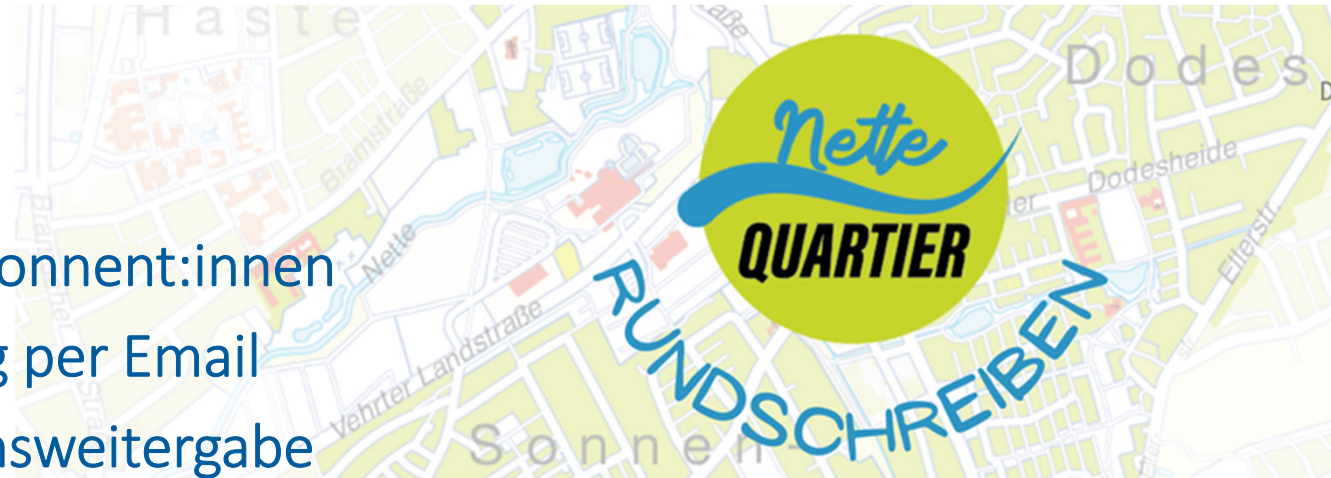 Haste
Dodes
Bramstraße
Nette
QUARTIER
Dodesheide
Ellerstr.
onnent:innen
Nette
RUNDSCHREIBEN
g per Email
Vehrter Landstraße
nsweitergabe
Sonnen-